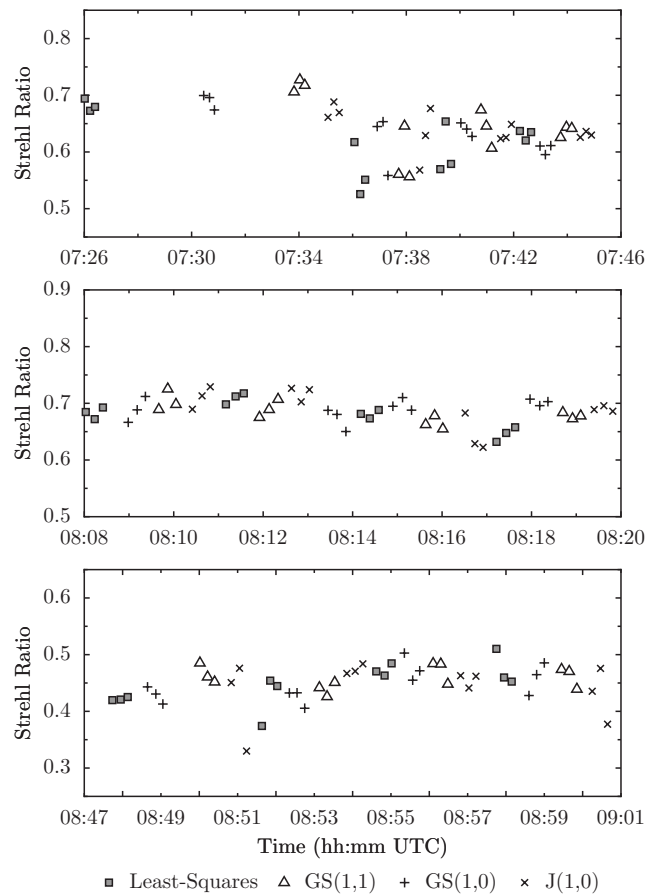 0.8
0.7
0.6
0.5
Strehl Ratio
07:26 07:30 07:34 07:38 07:42 07:46
0.9
0.8
0.7
0.6
0.5
Strehl Ratio
08:08 08:10 08:12 08:14 08:16 08:18 08:20
0.6
0.5
0.4
0.3
Strehl Ratio
08:47 08:49 08:51 08:53 08:55 08:57 08:59 09:01
Time (hh:mm UTC)
Least-Squares GS(1,1) GS(1,0) J(1,0)